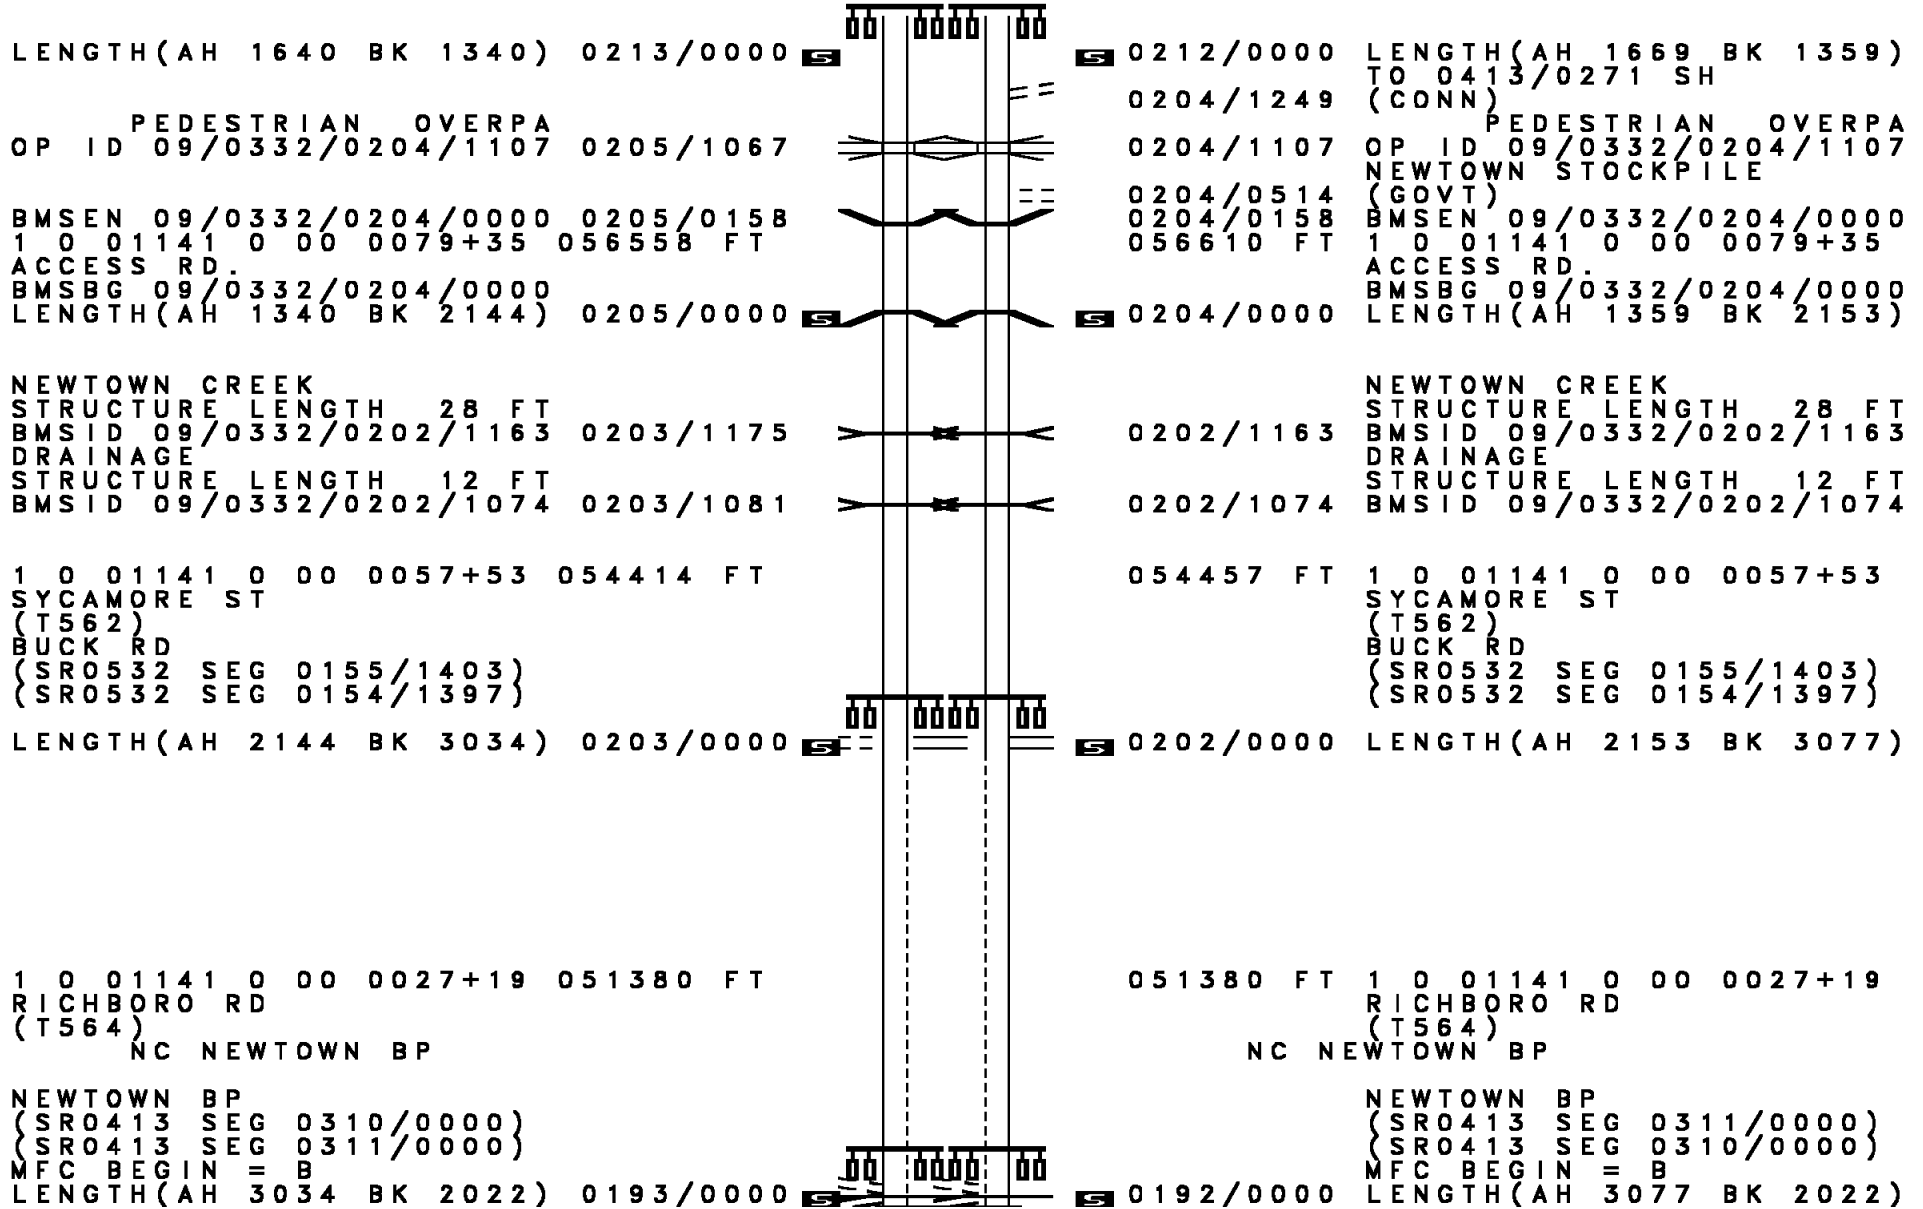 LENGTH(AH 1640 BK 1340) 0213/0000 S S 0212/0000 LENGTH(AH 1669 BK 1359)
TO 0413/0271 SH
0204/1249 (CONN)
PEDESTRIAN OVERPA PEDESTRIAN OVERPA
OP ID 09/0332/0204/1107 0205/1067 0204/1107 OP ID 09/0332/0204/1107
NEWTOWN STOCKPILE
0204/0514 (GOVT)
BMSEN 09/0332/0204/0000 0205/0158 0204/0158 BMSEN 09/0332/0204/0000
1 0 01141 0 00 0079+35 056558 FT 056610 FT 1 0 01141 0 00 0079+35
ACCESS RD. ACCESS RD.
BMSBG 09/0332/0204/0000 BMSBG 09/0332/0204/0000
LENGTH(AH 1340 BK 2144) 0205/0000 S S 0204/0000 LENGTH(AH 1359 BK 2153)
NEWTOWN CREEK NEWTOWN CREEK
STRUCTURE LENGTH 28 FT STRUCTURE LENGTH 28 FT
BMSID 09/0332/0202/1163 0203/1175 0202/1163 BMSID 09/0332/0202/1163
DRAINAGE DRAINAGE
STRUCTURE LENGTH 12 FT STRUCTURE LENGTH 12 FT
BMSID 09/0332/0202/1074 0203/1081 0202/1074 BMSID 09/0332/0202/1074
1 0 01141 0 00 0057+53 054414 FT 054457 FT 1 0 01141 0 00 0057+53
SYCAMORE ST SYCAMORE ST
(T562) (T562)
BUCK RD BUCK RD
(SR0532 SEG 0155/1403) (SR0532 SEG 0155/1403)
(SR0532 SEG 0154/1397) (SR0532 SEG 0154/1397)
LENGTH(AH 2144 BK 3034) 0203/0000 S S 0202/0000 LENGTH(AH 2153 BK 3077)
1 0 01141 0 00 0027+19 051380 FT 051380 FT 1 0 01141 0 00 0027+19
RICHBORO RD RICHBORO RD
(T564) (T564)
NC NEWTOWN BP NC NEWTOWN BP
NEWTOWN BP NEWTOWN BP
(SR0413 SEG 0310/0000) (SR0413 SEG 0311/0000)
(SR0413 SEG 0311/0000) (SR0413 SEG 0310/0000)
MFC BEGIN = B MFC BEGIN = B
LENGTH(AH 3034 BK 2022) 0193/0000 S S 0192/0000 LENGTH(AH 3077 BK 2022)